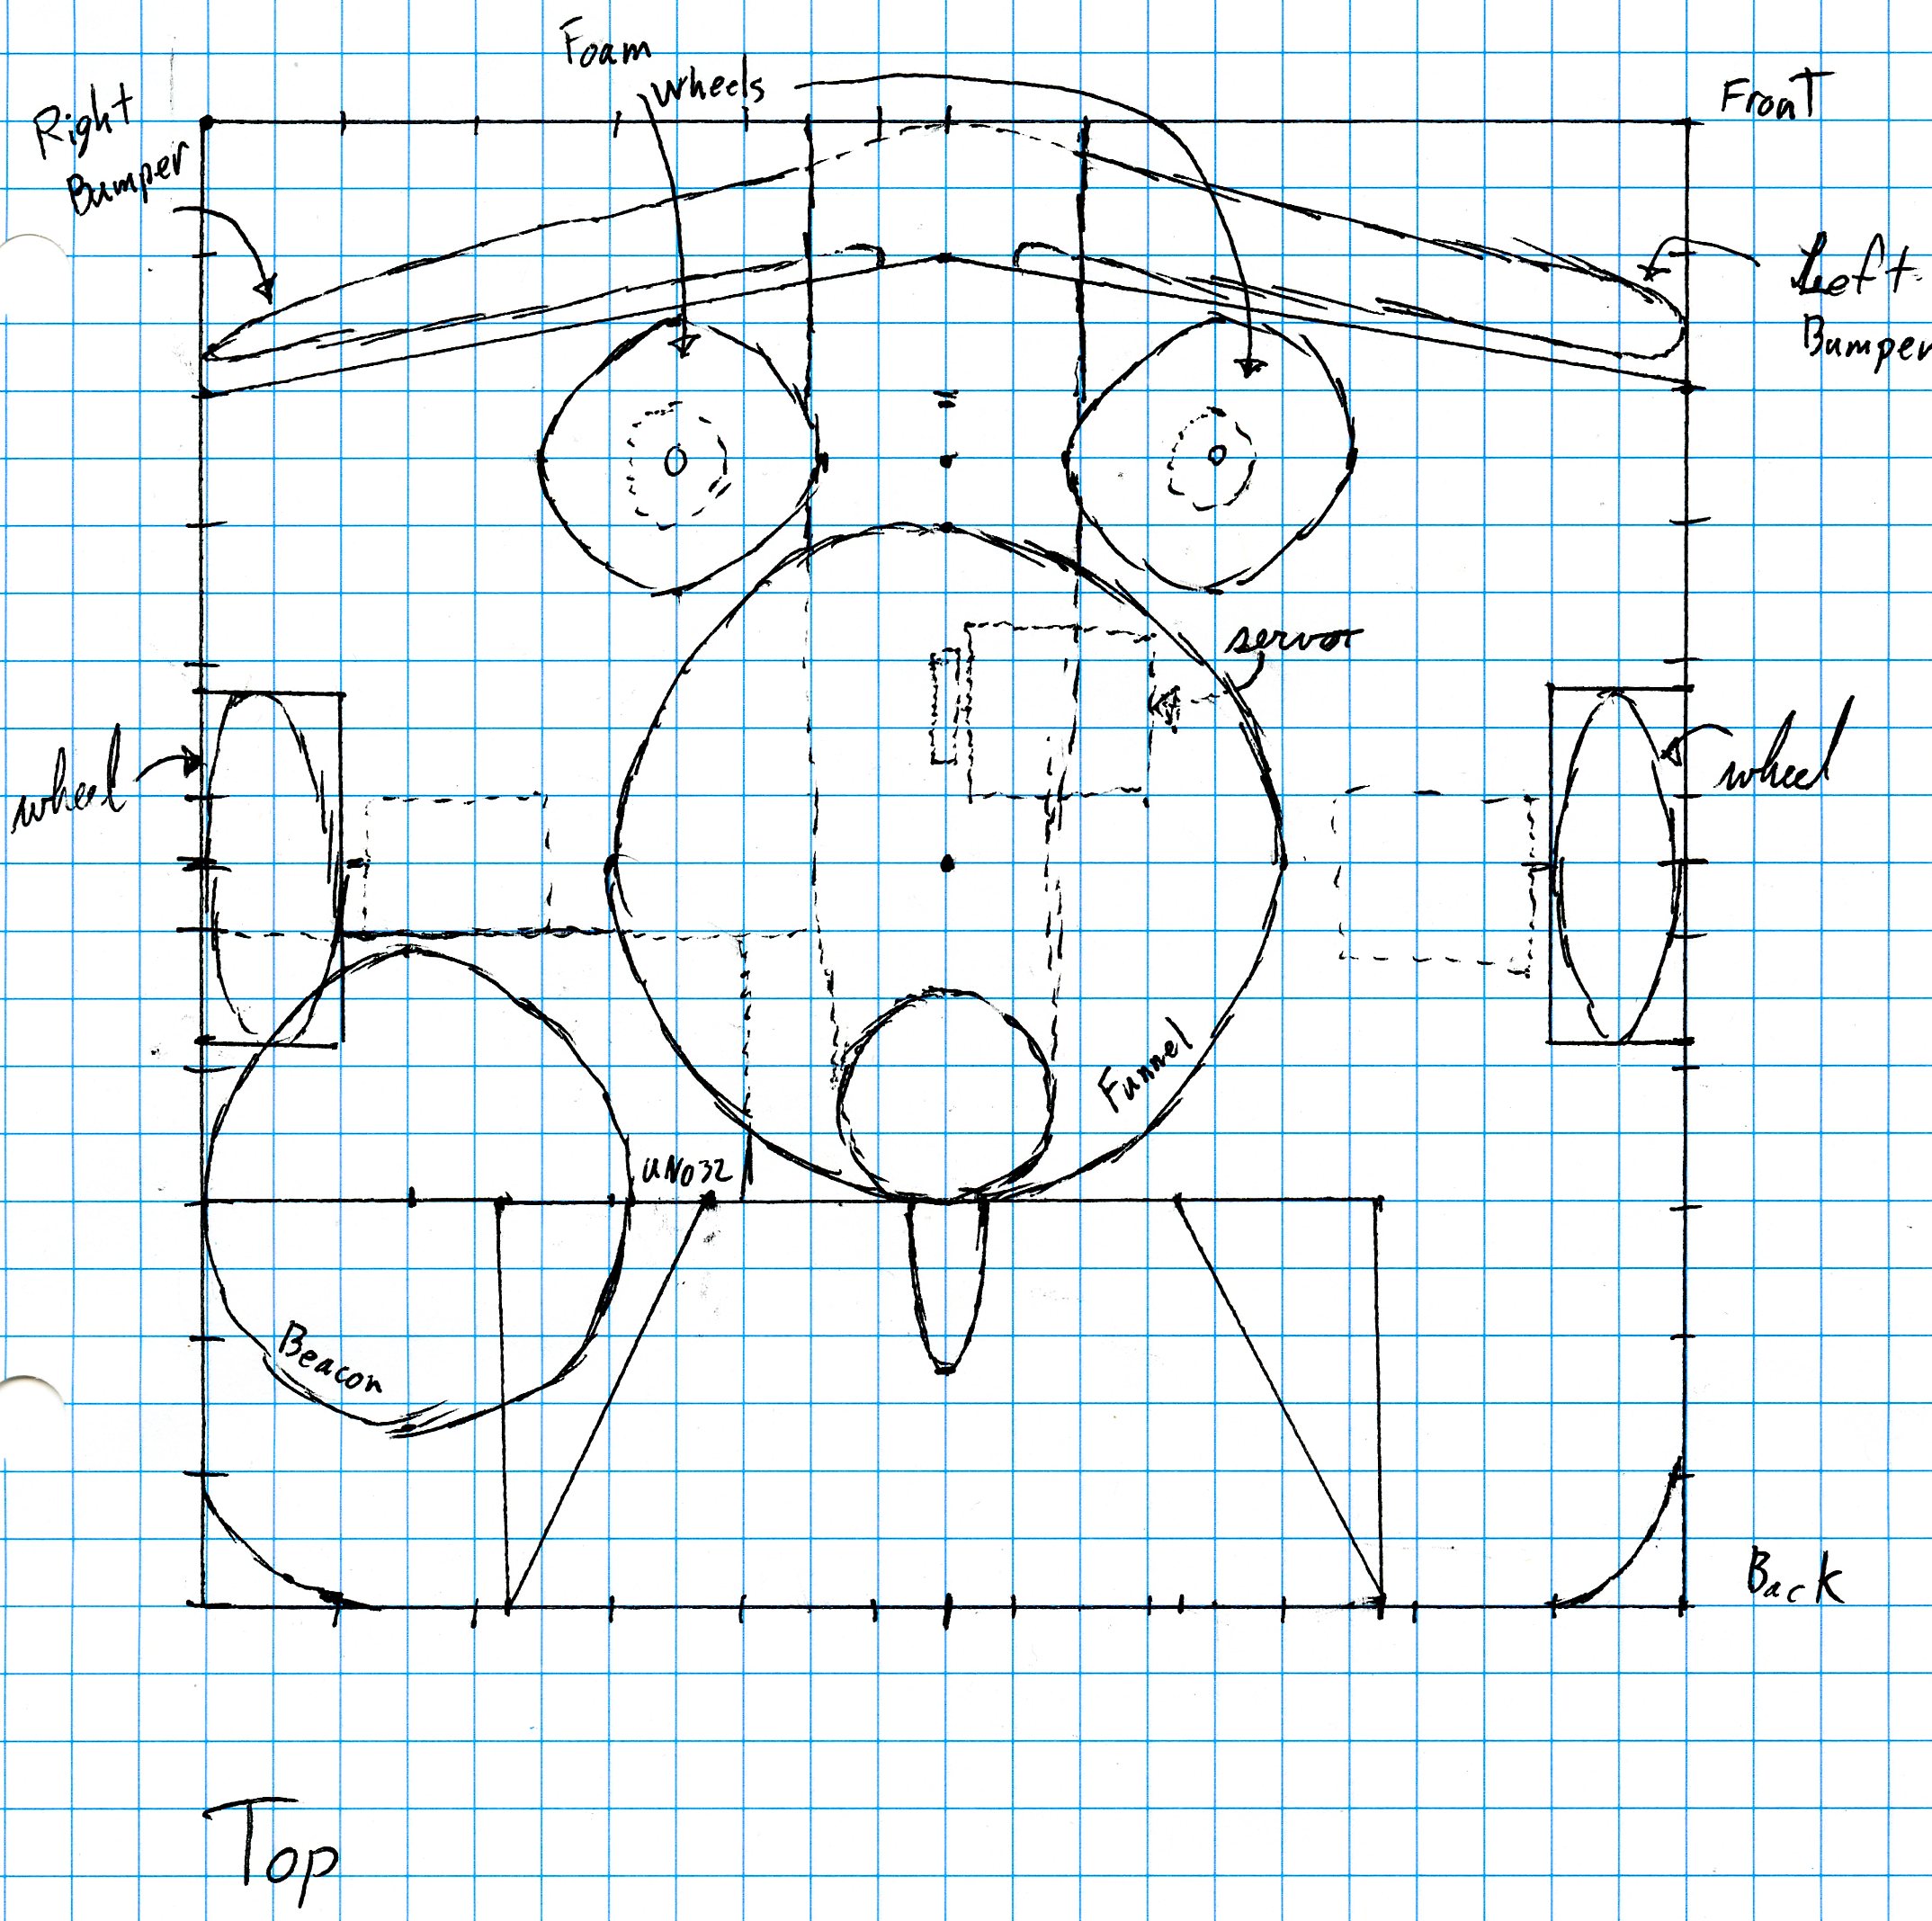 Foam
Wheels
Front
Right
Bumper
Left
Bumper
servo
wheel
wheel
Funnel
UNO32
Beacon
Back
Top